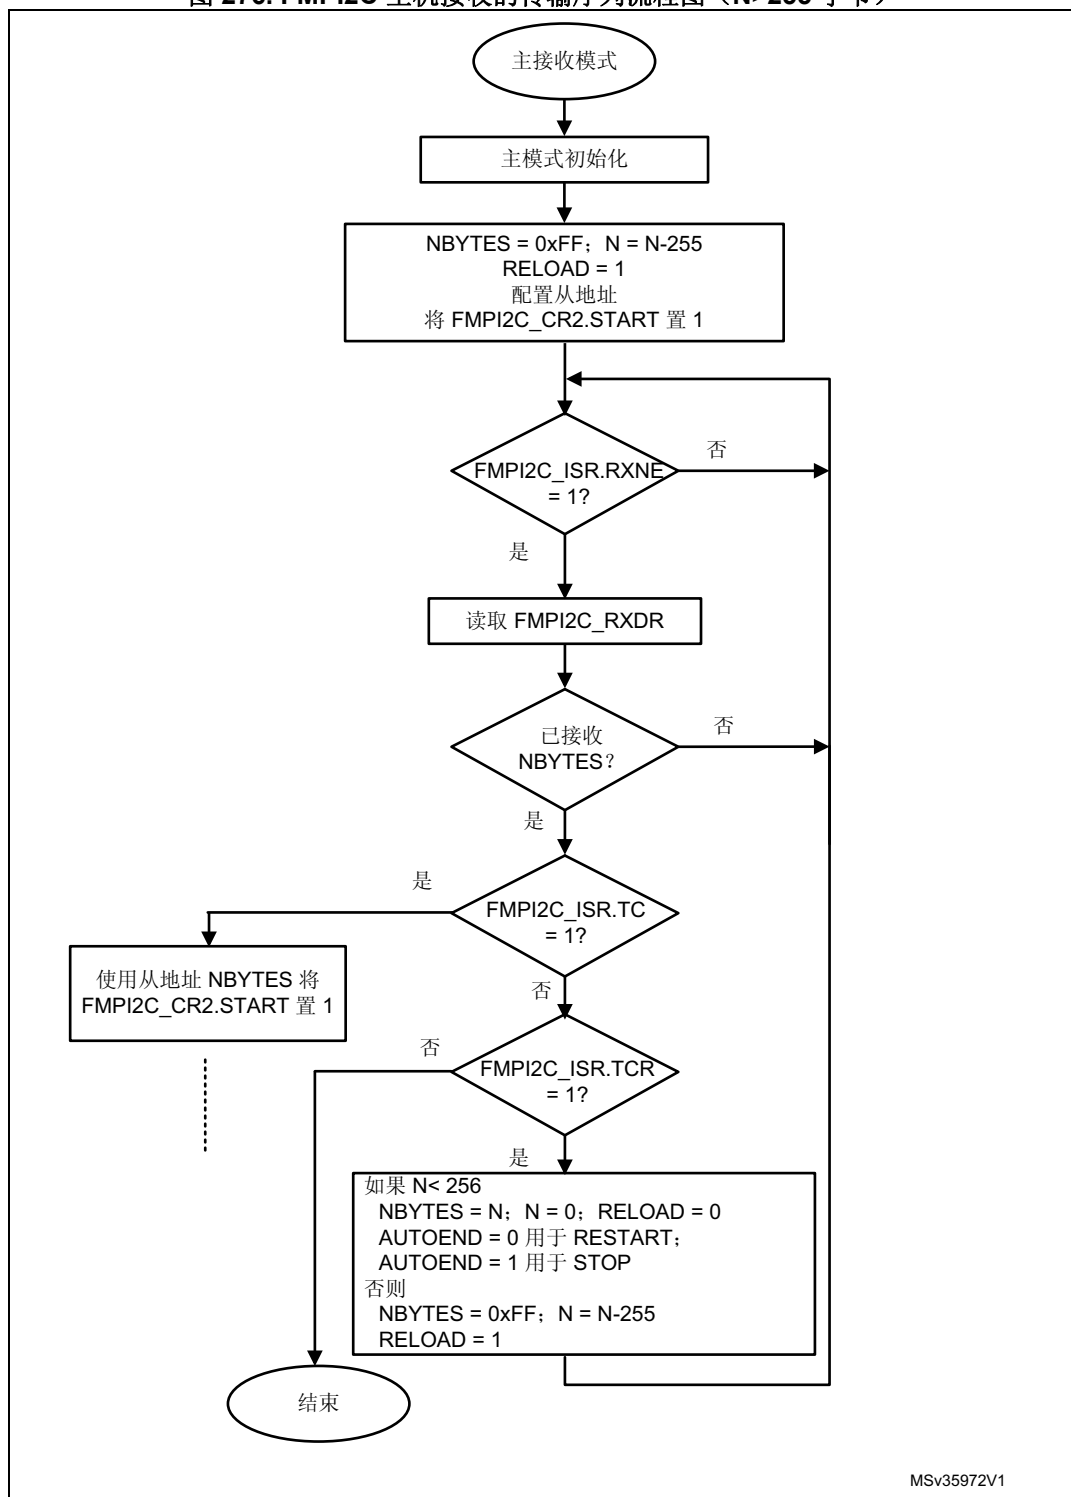 主接收模式
主模式初始化
NBYTES = 0xFF；N = N-255
RELOAD = 1
配置从地址
将 FMPI2C_CR2.START 置 1
否
FMPI2C_ISR.RXNE
= 1?
是
读取 FMPI2C_RXDR
否
已接收
NBYTES？
是
是
FMPI2C_ISR.TC
= 1?
使用从地址 NBYTES 将
FMPI2C_CR2.START 置 1
否
否
FMPI2C_ISR.TCR
= 1?
是
如果 N< 256
NBYTES = N；N = 0；RELOAD = 0
AUTOEND = 0 用于 RESTART；
AUTOEND = 1 用于 STOP
否则
NBYTES = 0xFF；N = N-255
RELOAD = 1
结束
MSv35972V1